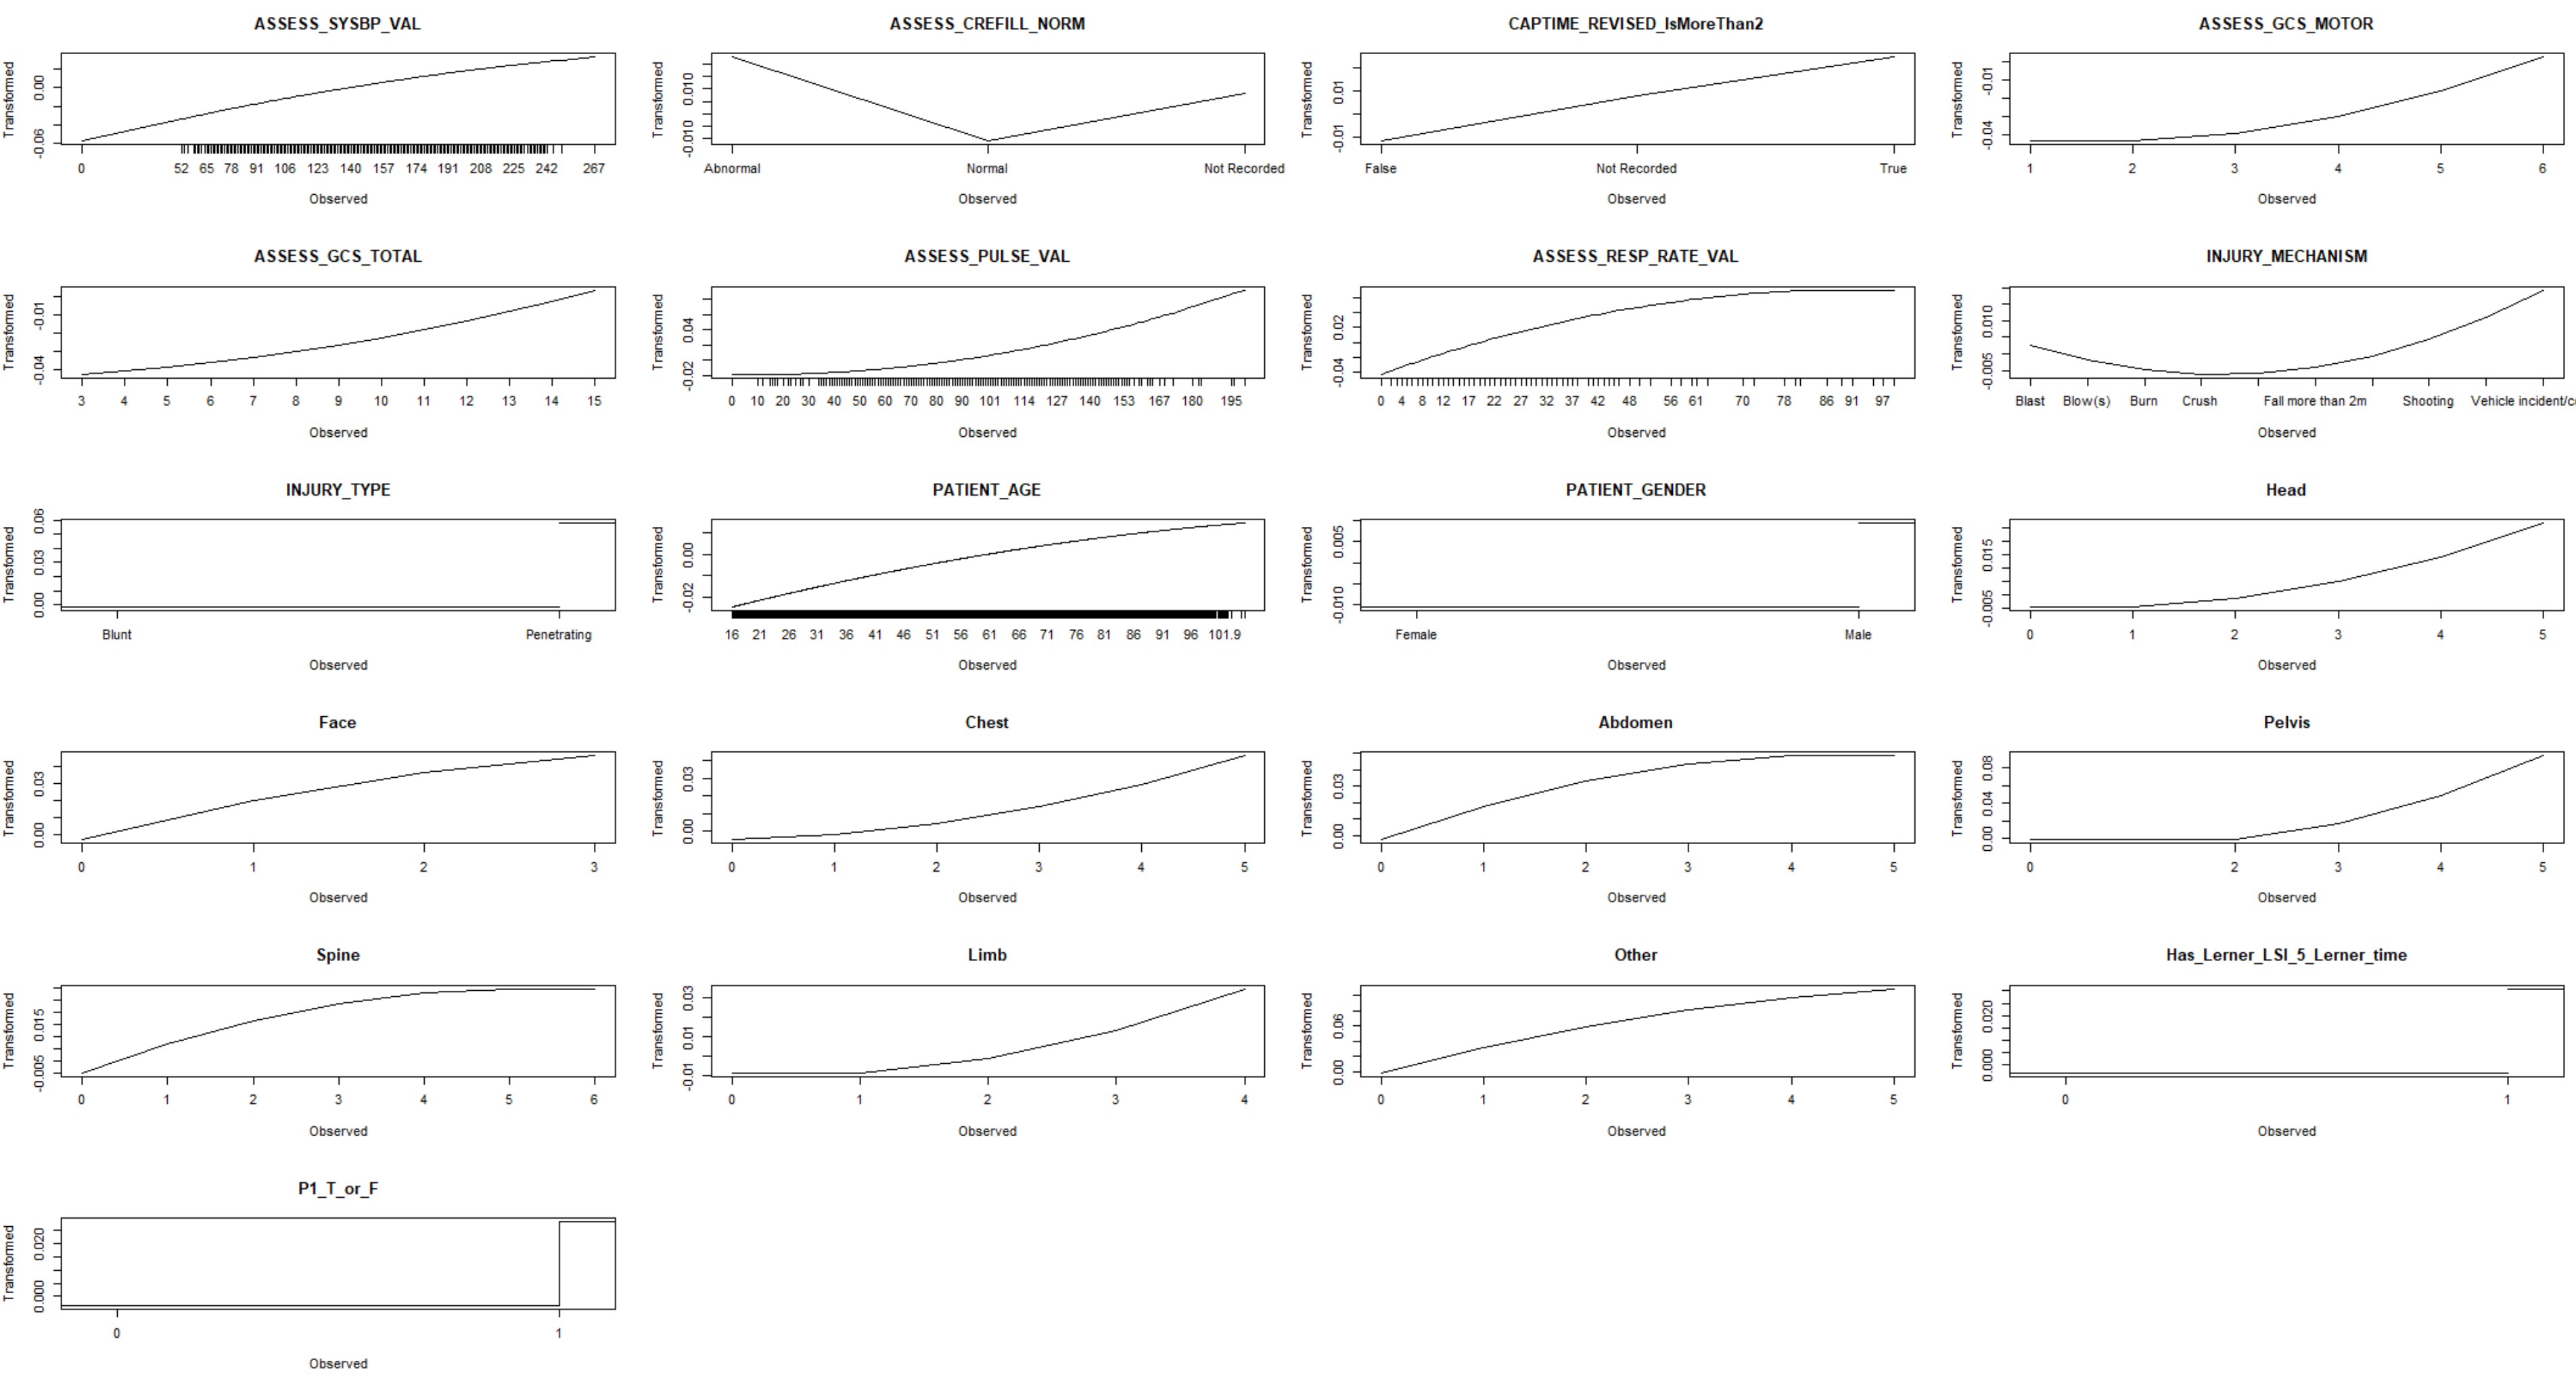 ASSESS_SYSBP_VAL
Transformed
-0.06 0.00
0 52 65 78 91 106 123 140 157 174 191 208 225 242 267
Observed
ASSESS_CREFILL_NORM
Transformed
-0.010 0.010
Abnormal Normal Not Recorded
Observed
CAPTIME_REVISED_IsMoreThan2
Transformed
-0.01 0.01
False Not Recorded True
Observed
ASSESS_GCS_MOTOR
Transformed
-0.04 -0.01
1 2 3 4 5 6
Observed
ASSESS_GCS_TOTAL
Transformed
-0.04 -0.01
3 4 5 6 7 8 9 10 11 12 13 14 15
Observed
ASSESS_PULSE_VAL
Transformed
-0.02 0.04
0 10 20 30 40 50 60 70 80 90 101 114 127 140 153 167 180 195
Observed
ASSESS_RESP_RATE_VAL
Transformed
-0.04 0.02
0 4 8 12 17 22 27 32 37 42 48 56 61 70 78 86 91 97
Observed
INJURY_MECHANISM
Transformed
-0.005 0.010
Blast Blow(s) Burn Crush Fall more than 2m Shooting Vehicle incident/c
Observed
INJURY_TYPE
Transformed
0.00 0.03 0.06
Blunt Penetrating
Observed
PATIENT_AGE
Transformed
-0.02 0.00
16 21 26 31 36 41 46 51 56 61 66 71 76 81 86 91 96 101.9
Observed
PATIENT_GENDER
Transformed
-0.010 0.005
Female Male
Observed
Head
Transformed
-0.005 0.015
0 1 2 3 4 5
Observed
Face
Transformed
0.00 0.03
0 1 2 3
Observed
Chest
Transformed
0.00 0.03
0 1 2 3 4 5
Observed
Abdomen
Transformed
0.00 0.03
0 1 2 3 4 5
Observed
Pelvis
Transformed
0.00 0.04 0.08
0 2 3 4 5
Observed
Spine
Transformed
-0.005 0.015
0 1 2 3 4 5 6
Observed
Limb
Transformed
-0.01 0.01 0.03
0 1 2 3 4
Observed
Other
Transformed
0.00 0.06
0 1 2 3 4 5
Observed
Has_Lerner_LSI_5_Lerner_time
Transformed
0.000 0.020
0 1
Observed
P1_T_or_F
Transformed
0.000 0.020
0 1
Observed